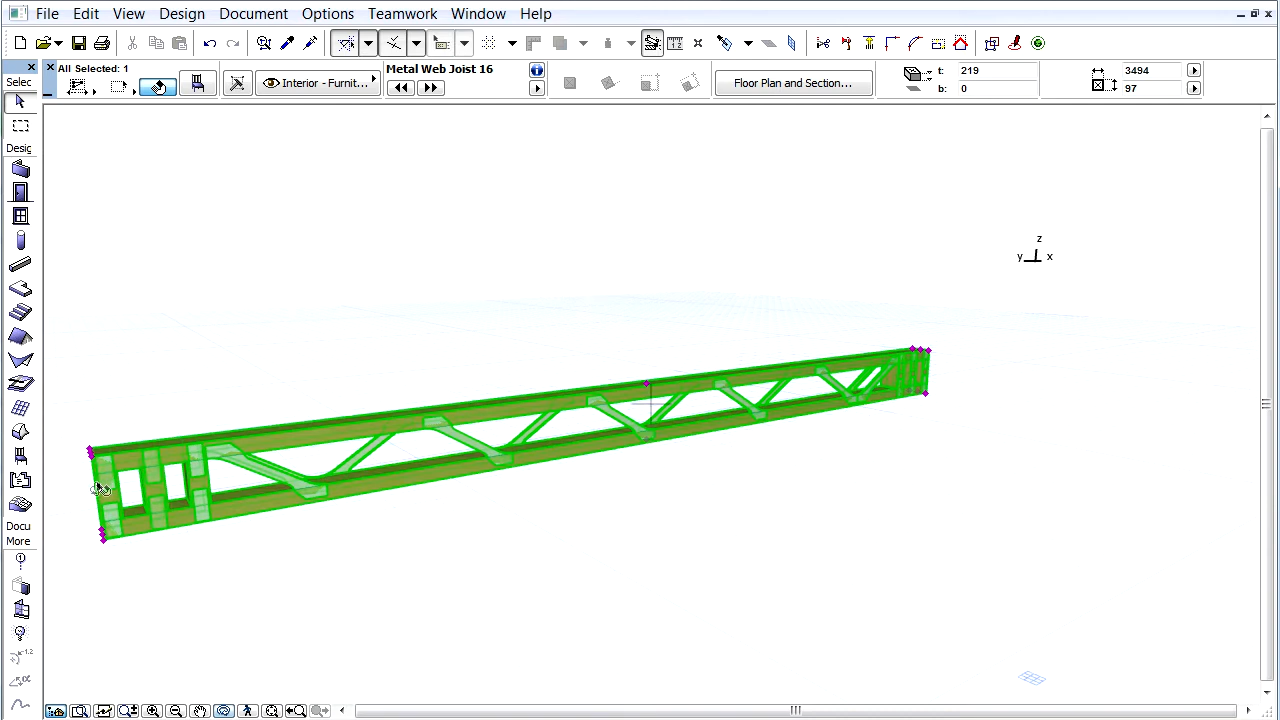 File Edit View Design Document Options Teamwork Window Help
All Selected: 1
Selec
Interior - Furnit...
Metal Web Joist 16
Floor Plan and Section...
t: 219
b: 0
3494
97
Desig
z
y x
Docu
More